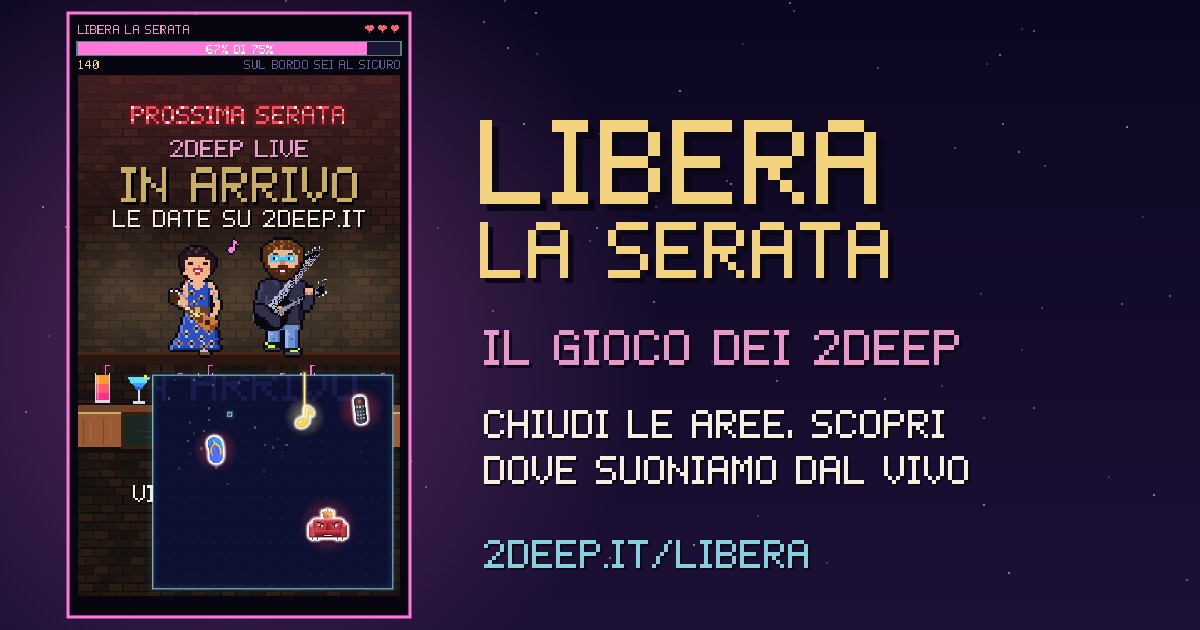 LIBERA LA SERATA
67% DI 75%
140
SUL BORDO SEI AL SICURO
PROSSIMA SERATA
2DEEP LIVE
IN ARRIVO
LE DATE SU 2DEEP.IT
LIBERA
LA SERATA
IL GIOCO DEI 2DEEP
CHIUDI LE AREE. SCOPRI
DOVE SUONIAMO DAL VIVO
2DEEP.IT/LIBERA